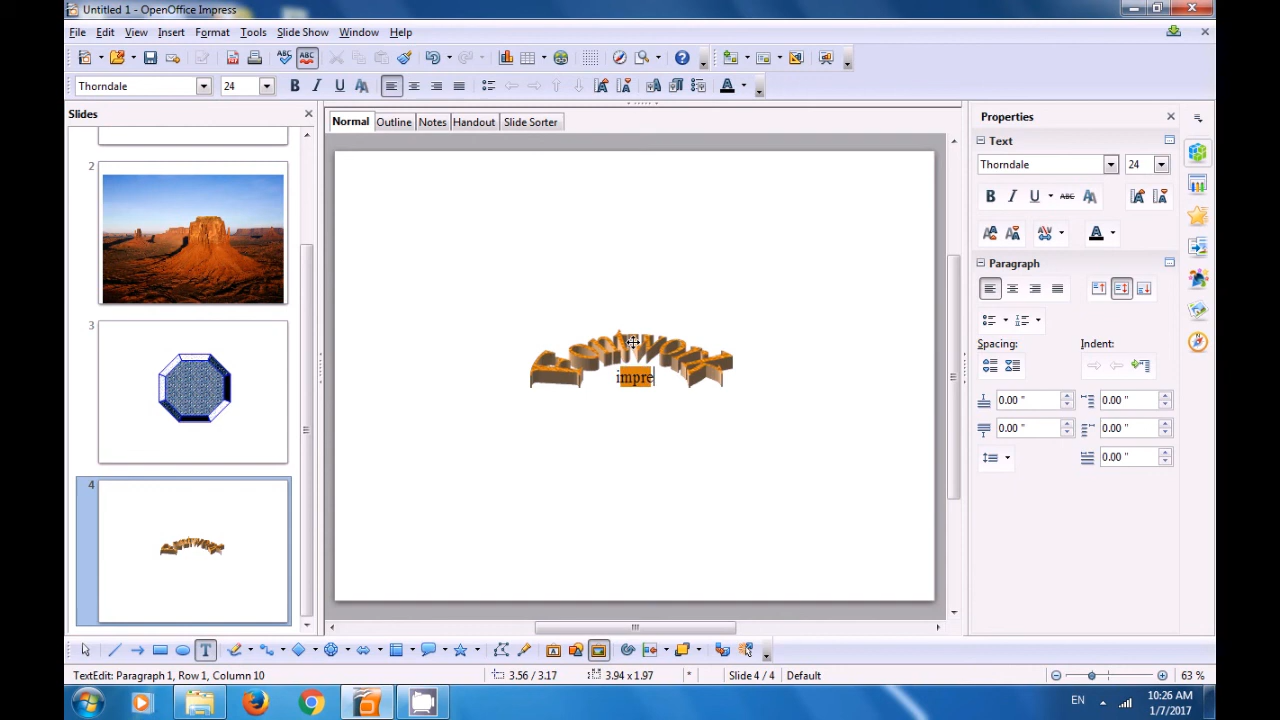 Untitled 1 - OpenOffice Impress
File Edit View Insert Format Tools Slide Show Window Help
Thorndale 24
Slides
Normal Outline Notes Handout Slide Sorter
Properties
Text
Thorndale 24
Paragraph
Spacing: Indent:
0.00 " 0.00 "
0.00 " 0.00 "
0.00 "
2
3
4
Fontwork
impre
TextEdit: Paragraph 1, Row 1, Column 10 3.56 / 3.17 3.94 x 1.97 * Slide 4 / 4 Default 63 %
EN 10:26 AM
1/7/2017